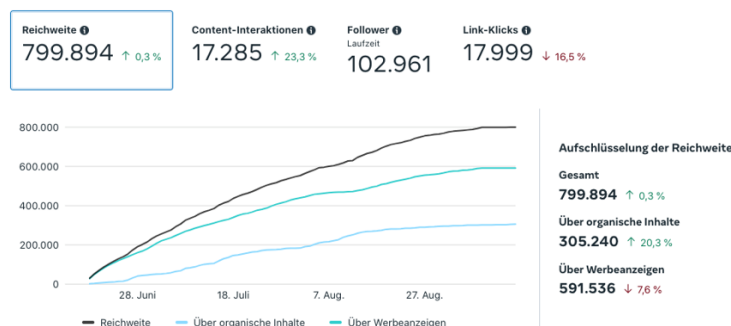 Reichweite
799.894 ↑ 0,3 %
Content-Interaktionen
17.285 ↑ 23,3 %
Follower
Laufzeit
102.961
Link-Klicks
17.999 ↓ 16,5 %
800.000
600.000
400.000
200.000
0
28. Juni
18. Juli
7. Aug.
27. Aug.
Reichweite
Über organische Inhalte
Über Werbeanzeigen
Aufschlüsselung der Reichweite
Gesamt
799.894 ↑ 0,3 %
Über organische Inhalte
305.240 ↑ 20,3 %
Über Werbeanzeigen
591.536 ↓ 7,6 %